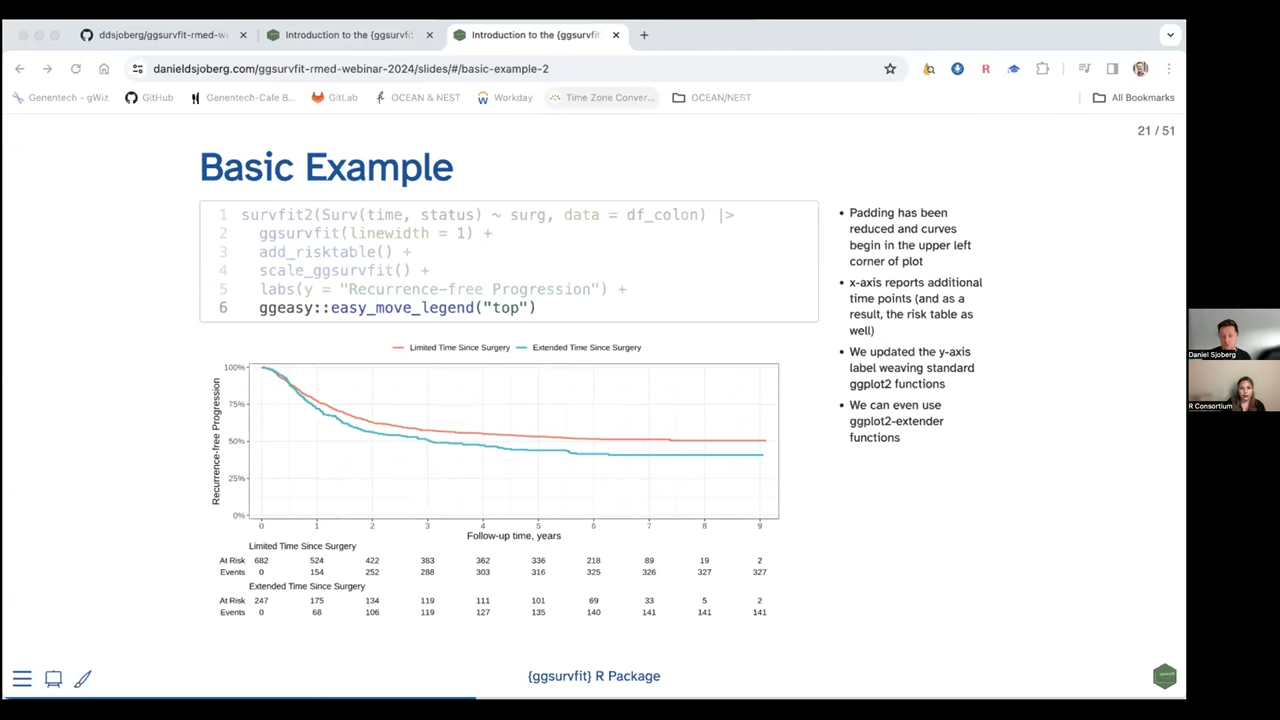 ddsjoberg/ggsurvfit-rmed-we
Introduction to the {ggsurvfit
Introduction to the {ggsurvfit
danieldsjoberg.com/ggsurvfit-rmed-webinar-2024/slides/#/basic-example-2
Genentech - gWiz
GitHub
Genentech-Cafe B...
GitLab
OCEAN & NEST
Workday
Time Zone Conver...
OCEAN/NEST
All Bookmarks
21 / 51
Basic Example
1 survfit2(Surv(time, status) ~ surg, data = df_colon) |>
2 ggsurvfit(linewidth = 1) +
3 add_risktable() +
4 scale_ggsurvfit() +
5 labs(y = "Recurrence-free Progression") +
6 ggeasy::easy_move_legend("top")
• Padding has been
reduced and curves
begin in the upper left
corner of plot
• x-axis reports additional
time points (and as a
result, the risk table as
well)
• We updated the y-axis
label weaving standard
ggplot2 functions
• We can even use
ggplot2-extender
functions
Limited Time Since Surgery Extended Time Since Surgery
Recurrence-free Progression
100%
75%
50%
25%
0%
0 1 2 3 4 5 6 7 8 9
Follow-up time, years
Limited Time Since Surgery
At Risk 682 524 422 383 362 336 218 89 19 2
Events 0 154 252 288 303 316 325 326 327 327
Extended Time Since Surgery
At Risk 247 175 134 119 111 101 69 33 5 2
Events 0 68 106 119 127 135 140 141 141 141
{ggsurvfit} R Package
Daniel Sjoberg
R Consortium